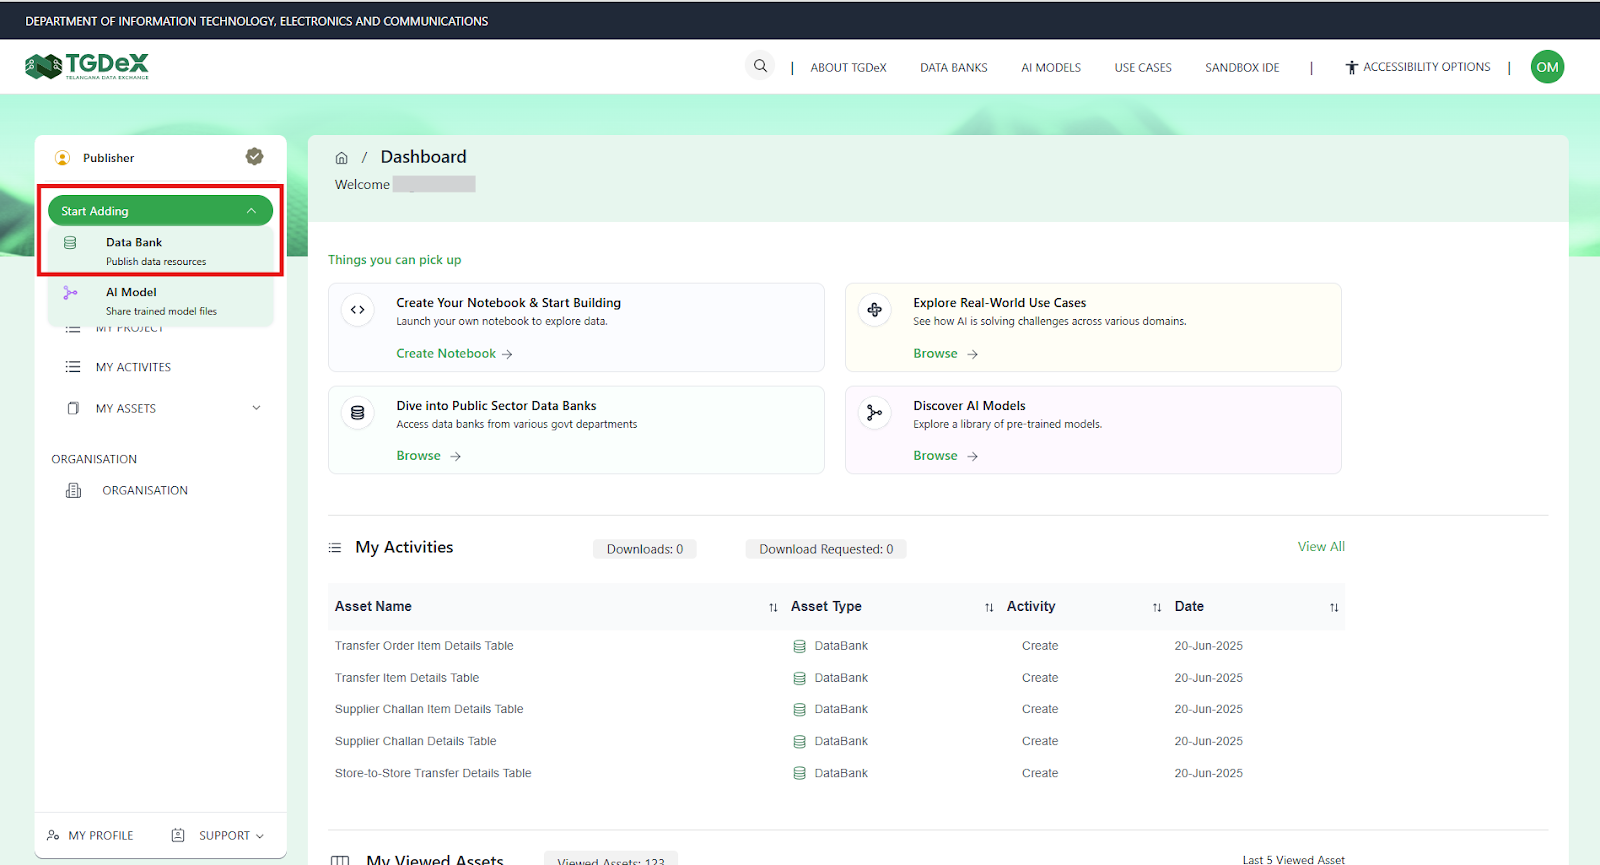 DEPARTMENT OF INFORMATION TECHNOLOGY, ELECTRONICS AND COMMUNICATIONS
TGDeX
TELANGANA DATA EXCHANGE
| ABOUT TGDeX DATA BANKS AI MODELS USE CASES SANDBOX IDE | ACCESSIBILITY OPTIONS | OM
Publisher
Start Adding
Data Bank
Publish data resources
AI Model
Share trained model files
MY PROJECT
MY ACTIVITES
MY ASSETS
ORGANISATION
ORGANISATION
MY PROFILE SUPPORT
/ Dashboard
Welcome
Things you can pick up
Create Your Notebook & Start Building
Launch your own notebook to explore data.
Create Notebook →
Explore Real-World Use Cases
See how AI is solving challenges across various domains.
Browse →
Dive into Public Sector Data Banks
Access data banks from various govt departments
Browse →
Discover AI Models
Explore a library of pre-trained models.
Browse →
My Activities Downloads: 0 Download Requested: 0 View All
Asset Name ↑↓ Asset Type ↑↓ Activity ↑↓ Date ↑↓
Transfer Order Item Details Table DataBank Create 20-Jun-2025
Transfer Item Details Table DataBank Create 20-Jun-2025
Supplier Challan Item Details Table DataBank Create 20-Jun-2025
Supplier Challan Details Table DataBank Create 20-Jun-2025
Store-to-Store Transfer Details Table DataBank Create 20-Jun-2025
My Viewed Assets Viewed Assets: 123 Last 5 Viewed Asset